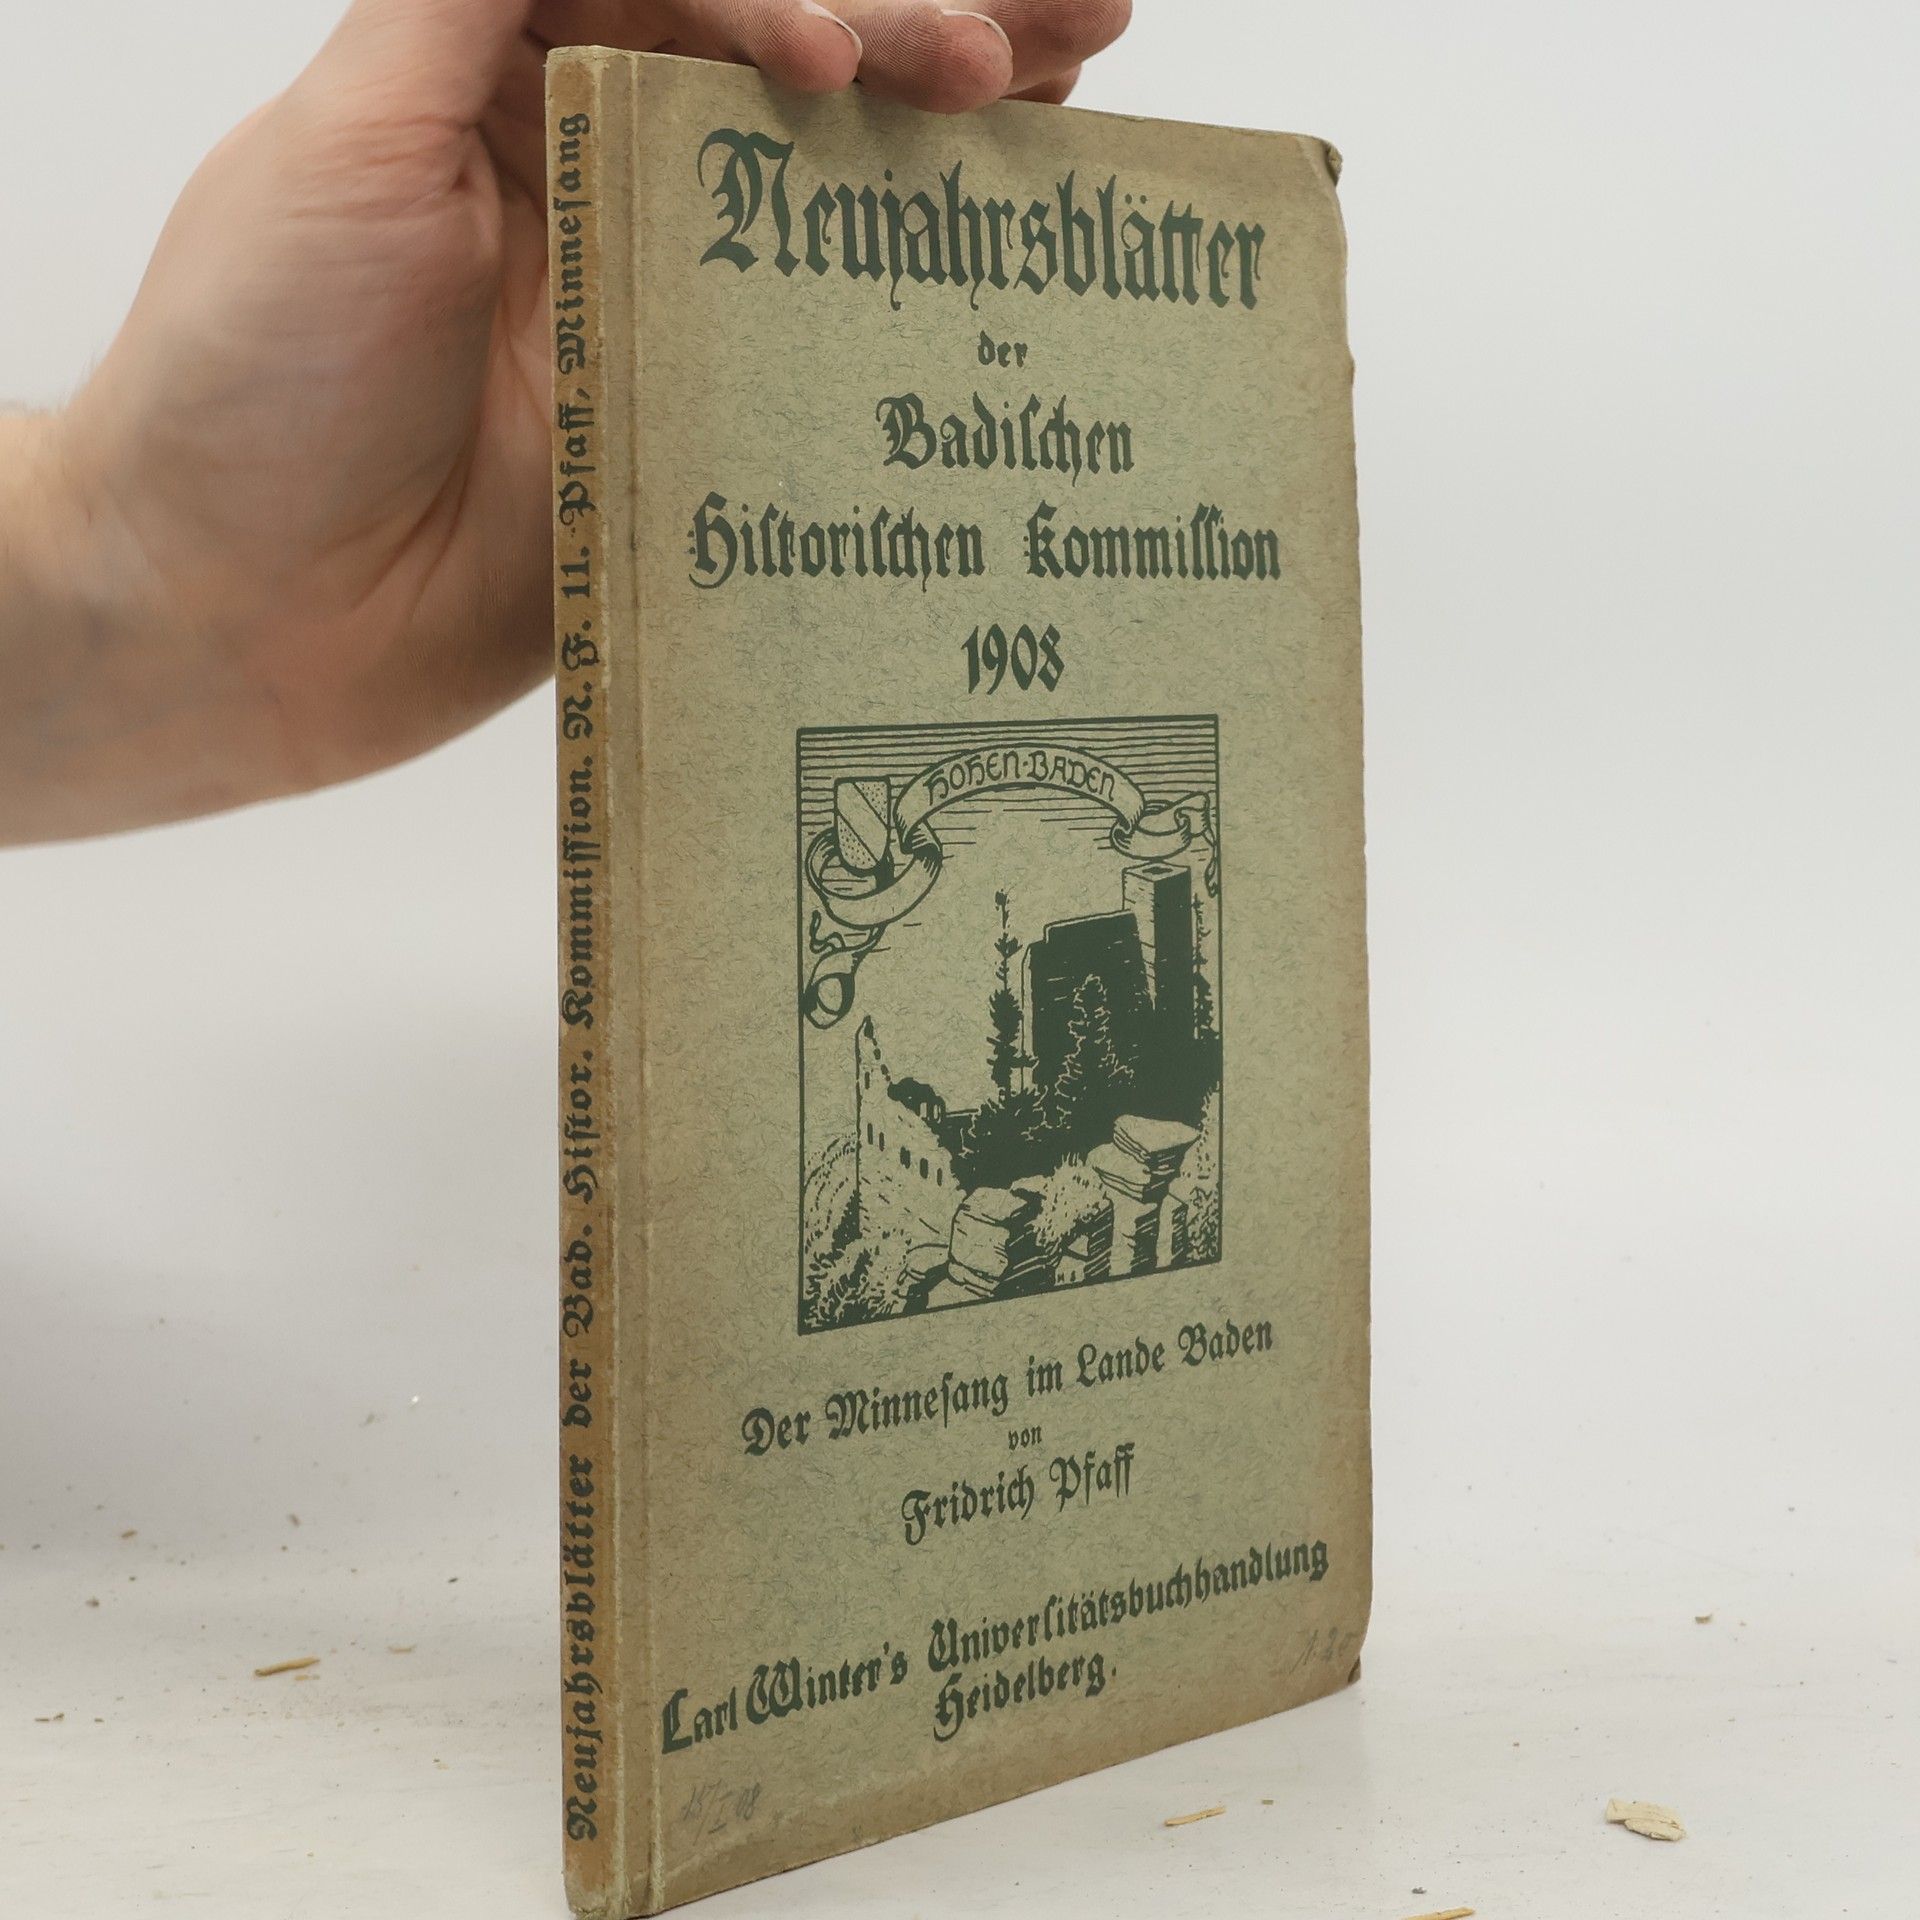 Neujahrsblätter der Bad. Histor. Kommission. N. F. 11. Pfaff, Minnesang
Neujahrsblätter
der
Badischen
Historischen Kommission
1908
HOHEN-BADEN
Der Minnesang im Lande Baden
von
Fridrich Pfaff
Carl Winter's Universitätsbuchhandlung
Heidelberg.